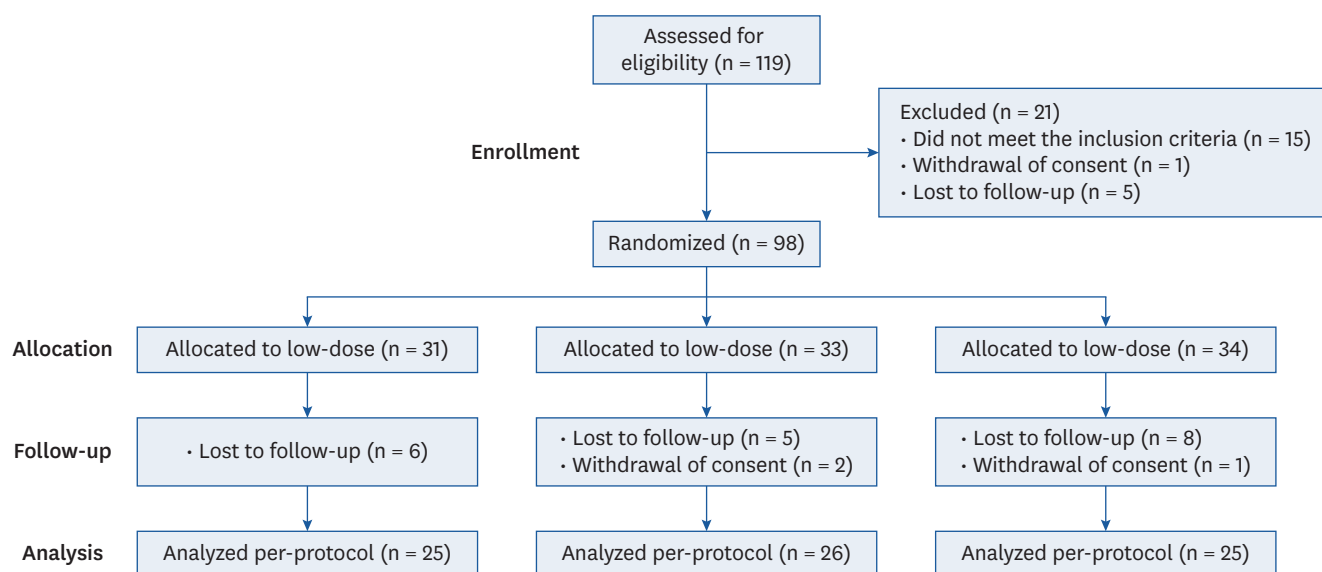 Assessed for
eligibility (n = 119)
Excluded (n = 21)
· Did not meet the inclusion criteria (n = 15)
· Withdrawal of consent (n = 1)
· Lost to follow-up (n = 5)
Enrollment
Randomized (n = 98)
Allocation
Allocated to low-dose (n = 31)
Allocated to low-dose (n = 33)
Allocated to low-dose (n = 34)
Follow-up
· Lost to follow-up (n = 6)
· Lost to follow-up (n = 5)
· Withdrawal of consent (n = 2)
· Lost to follow-up (n = 8)
· Withdrawal of consent (n = 1)
Analysis
Analyzed per-protocol (n = 25)
Analyzed per-protocol (n = 26)
Analyzed per-protocol (n = 25)